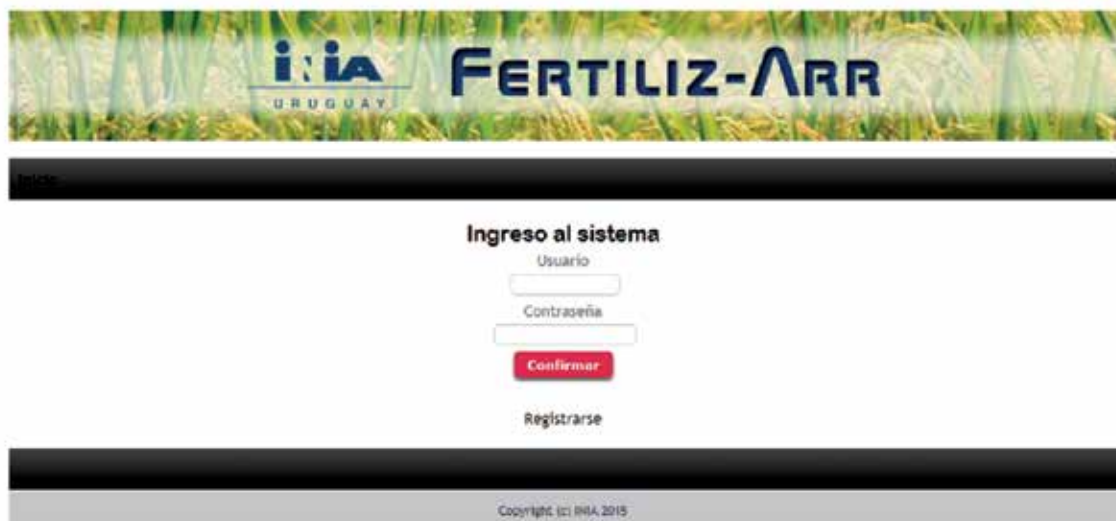 inia
URUGUAY
FERTILIZ-ARR
Inicio
Ingreso al sistema
Usuario
Contraseña
Confirmar
Registrarse
Copyright (c) INIA 2015